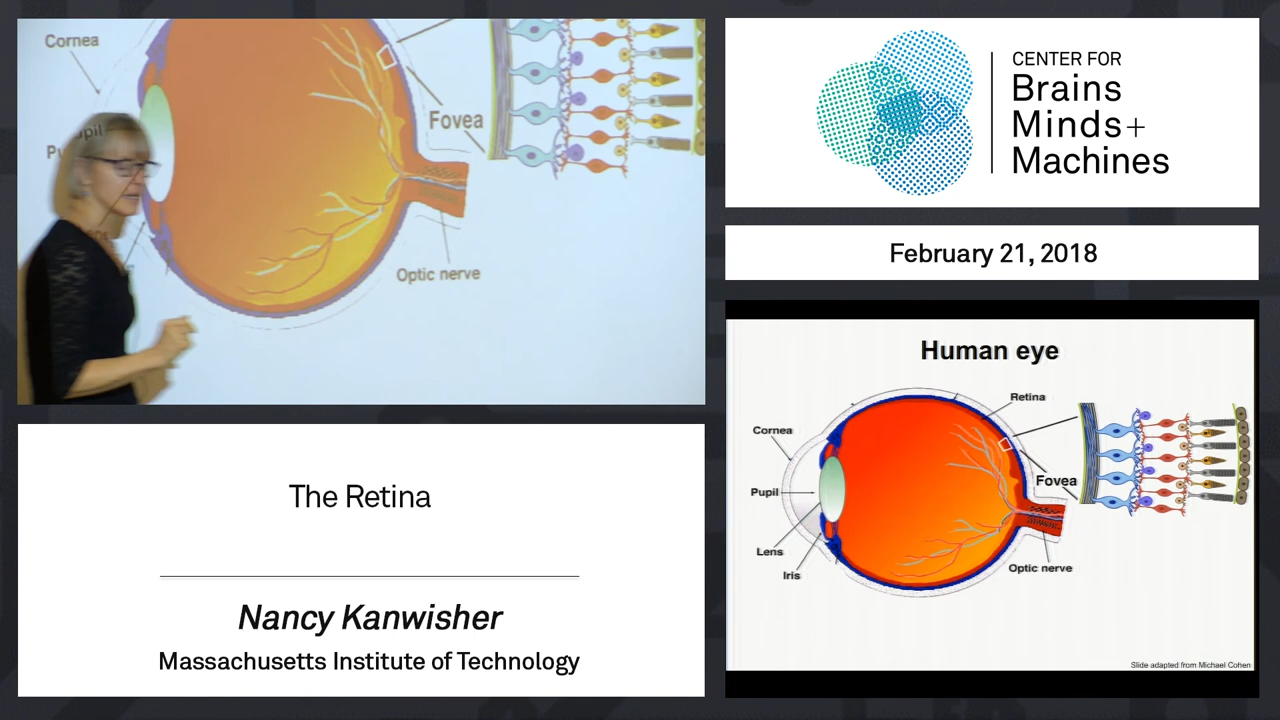 Cornea
Pupil
Fovea
Optic nerve
CENTER FOR
Brains
Minds+
Machines
February 21, 2018
Human eye
Retina
Cornea
Fovea
Pupil
Lens
Iris
Optic nerve
Slide adapted from Michael Cohen
The Retina
Nancy Kanwisher
Massachusetts Institute of Technology